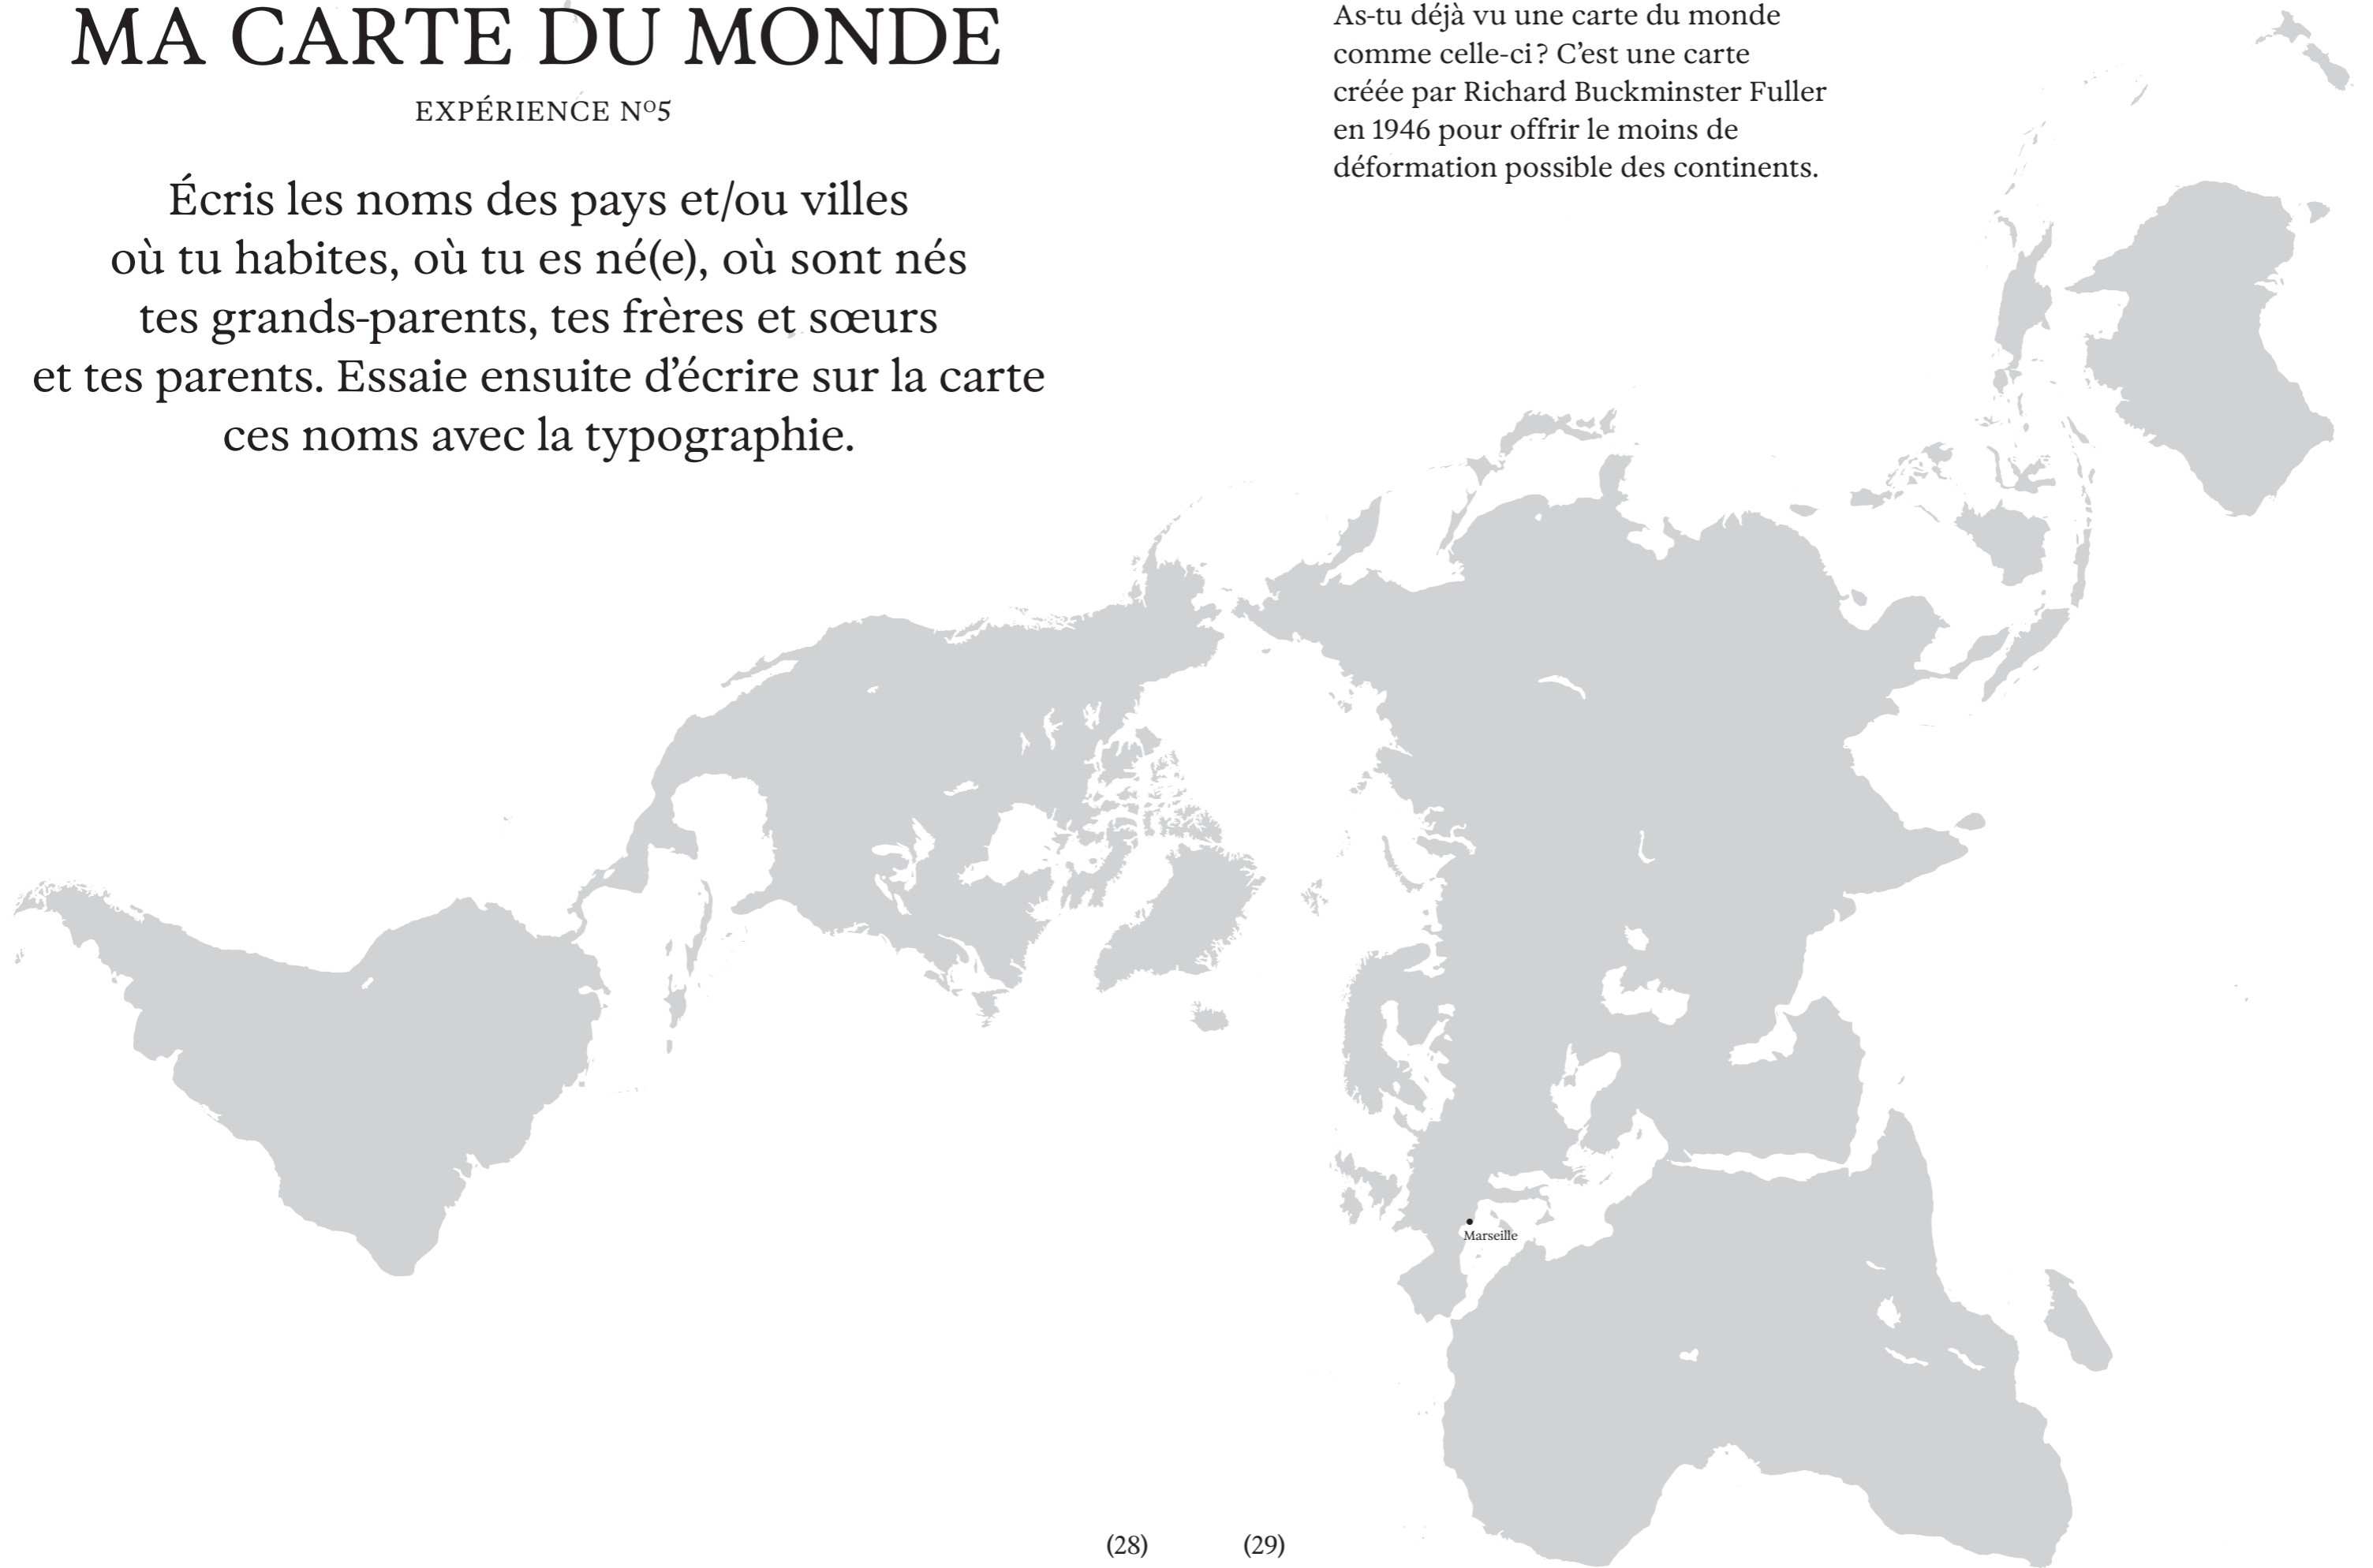 MA CARTE DU MONDE
EXPÉRIENCE Nº5
Écris les noms des pays et/ou villes
où tu habites, où tu es né(e), où sont nés
tes grands-parents, tes frères et sœurs
et tes parents. Essaie ensuite d’écrire sur la carte
ces noms avec la typographie.
As-tu déjà vu une carte du monde
comme celle-ci ? C’est une carte
créée par Richard Buckminster Fuller
en 1946 pour offrir le moins de
déformation possible des continents.
Marseille
(28)
(29)